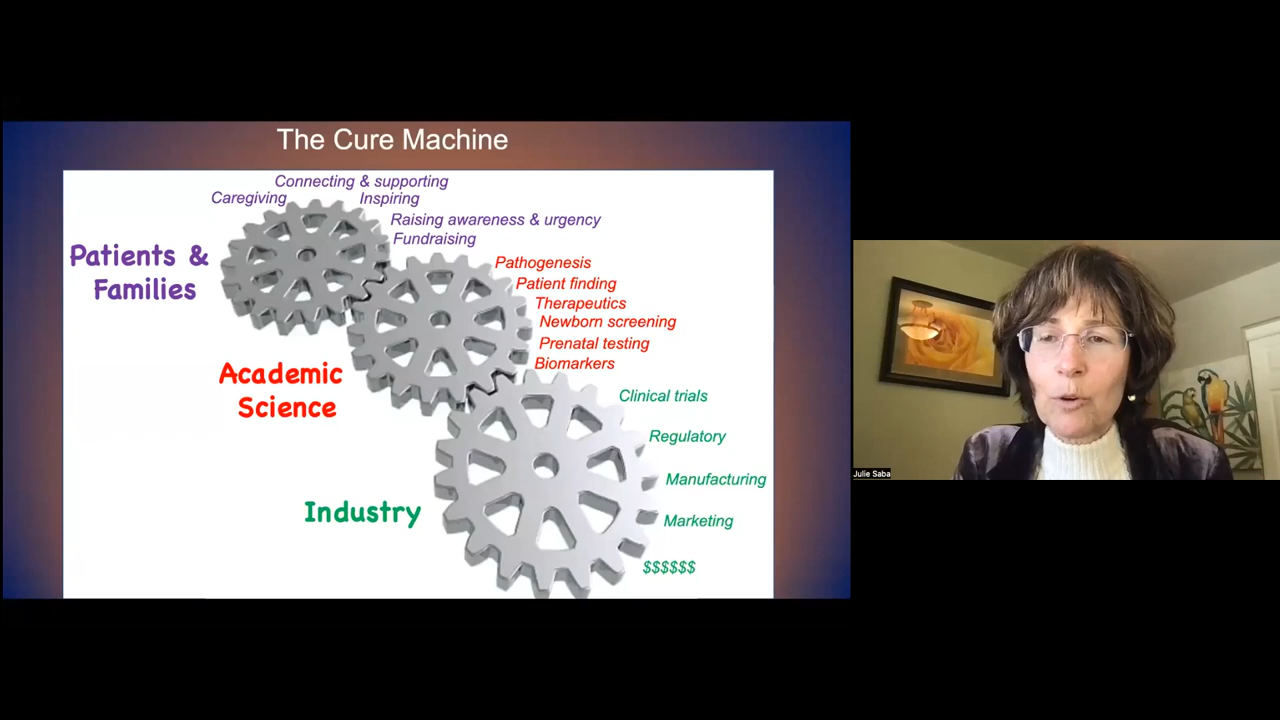 The Cure Machine
Connecting & supporting
Caregiving
Inspiring
Raising awareness & urgency
Fundraising
Patients &
Families
Pathogenesis
Patient finding
Therapeutics
Newborn screening
Prenatal testing
Biomarkers
Academic
Science
Clinical trials
Regulatory
Manufacturing
Marketing
$$$$$$
Industry
Julie Saba